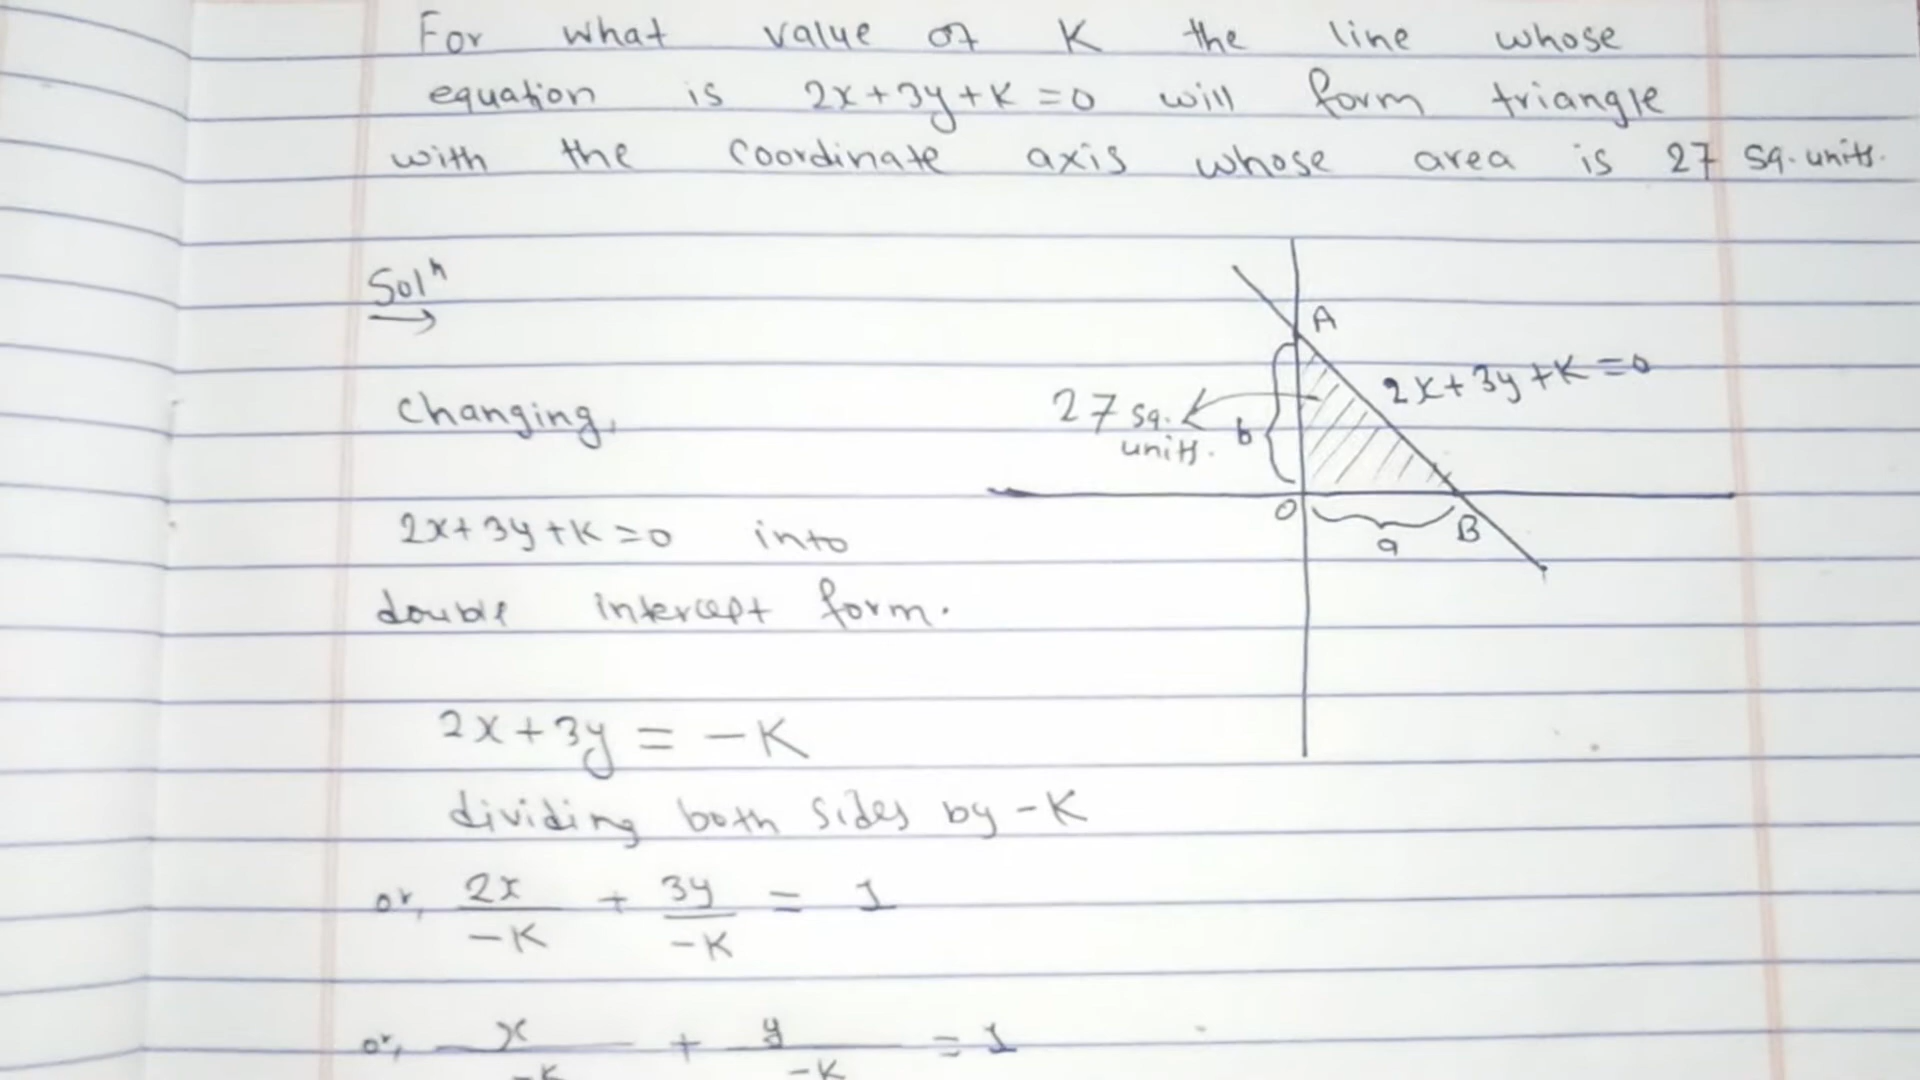 For what value of K the line whose
equation is 2x+3y+K=0 will form triangle
with the coordinate axis whose area is 27 sq. units.
Solⁿ
A
2x+3y+K=0
27 sq.
units.
b
Changing,
O
B
a
2x+3y+K=0 into
double intercept form.
2x+3y = -K
dividing both sides by -K
or, 2x/-K + 3y/-K = 1
or, x/-K + y/-K = 1